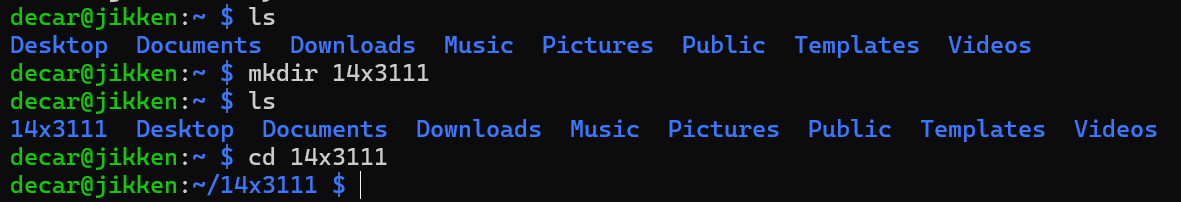 decar@jikken:~ $ ls
Desktop  Documents  Downloads  Music  Pictures  Public  Templates  Videos
decar@jikken:~ $ mkdir 14x3111
decar@jikken:~ $ ls
14x3111  Desktop  Documents  Downloads  Music  Pictures  Public  Templates  Videos
decar@jikken:~ $ cd 14x3111
decar@jikken:~/14x3111 $